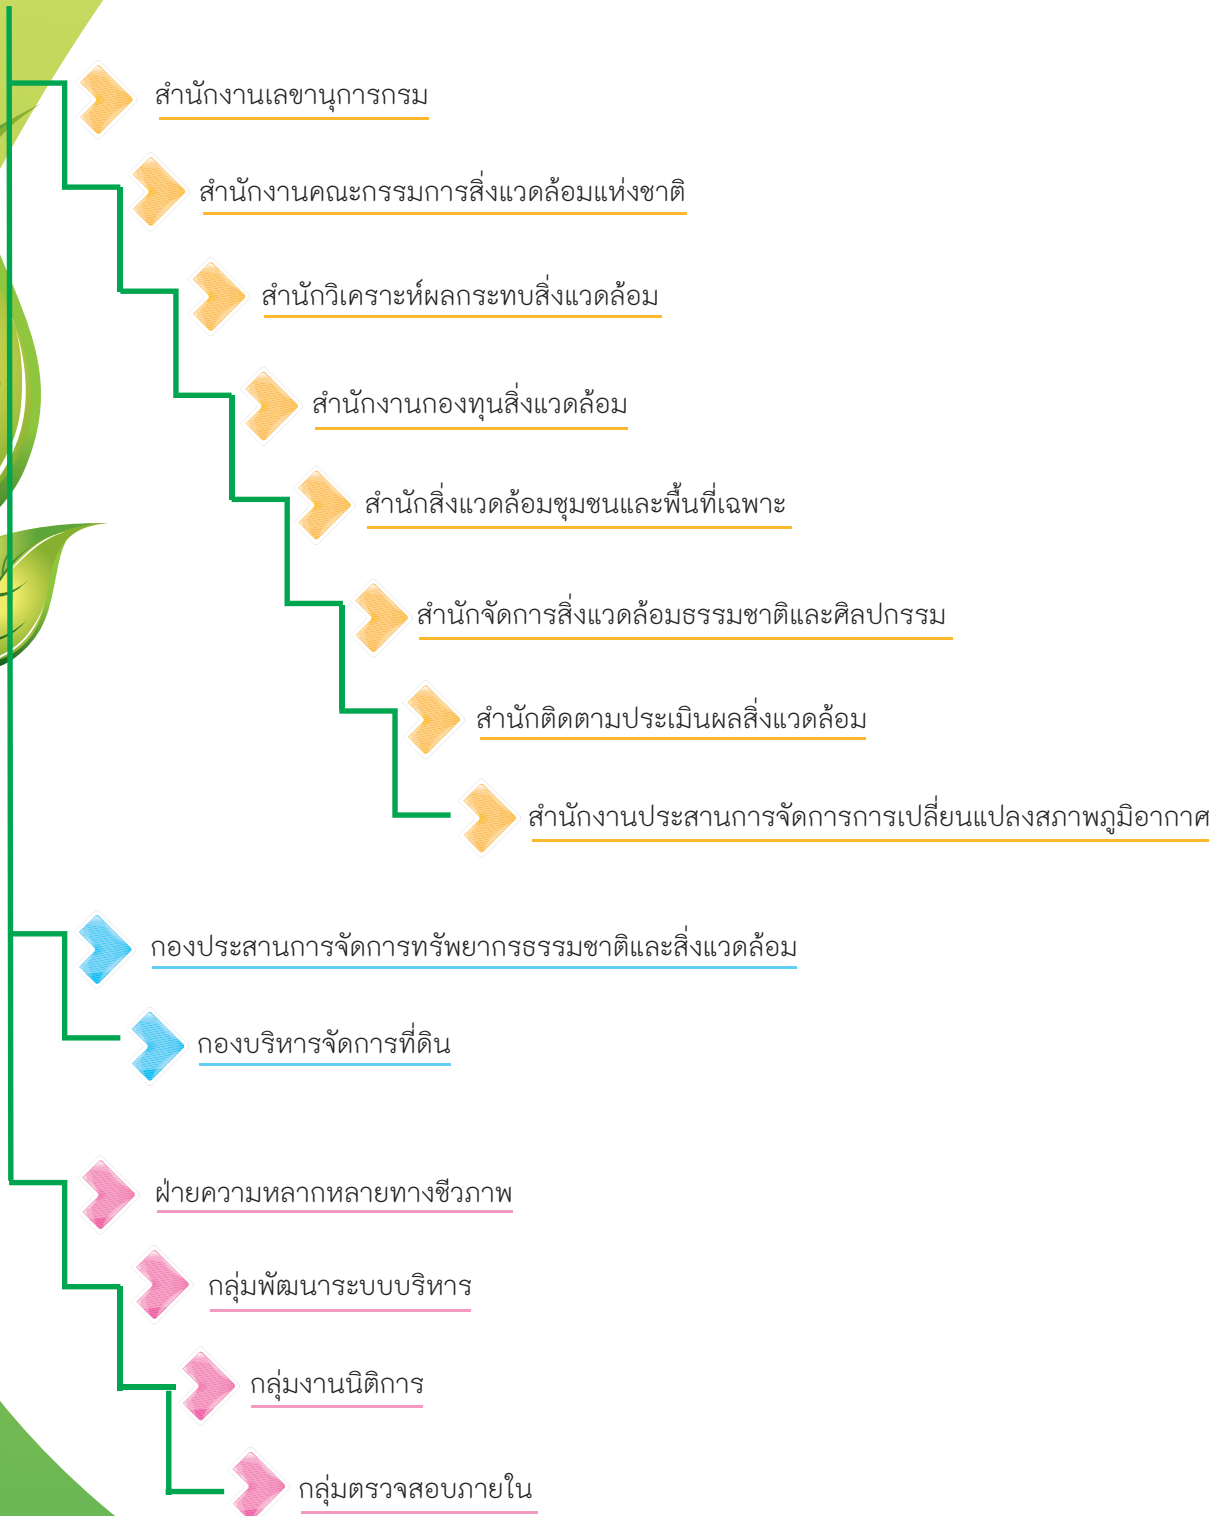 สำนักงานเลขานุการกรม
สำนักงานคณะกรรมการสิ่งแวดล้อมแห่งชาติ
สำนักวิเคราะห์ผลกระทบสิ่งแวดล้อม
สำนักงานกองทุนสิ่งแวดล้อม
สำนักสิ่งแวดล้อมชุมชนและพื้นที่เฉพาะ
สำนักจัดการสิ่งแวดล้อมธรรมชาติและศิลปกรรม
สำนักติดตามประเมินผลสิ่งแวดล้อม
สำนักงานประสานการจัดการการเปลี่ยนแปลงสภาพภูมิอากาศ
กองประสานการจัดการทรัพยากรธรรมชาติและสิ่งแวดล้อม
กองบริหารจัดการที่ดิน
ฝ่ายความหลากหลายทางชีวภาพ
กลุ่มพัฒนาระบบบริหาร
กลุ่มงานนิติการ
กลุ่มตรวจสอบภายใน